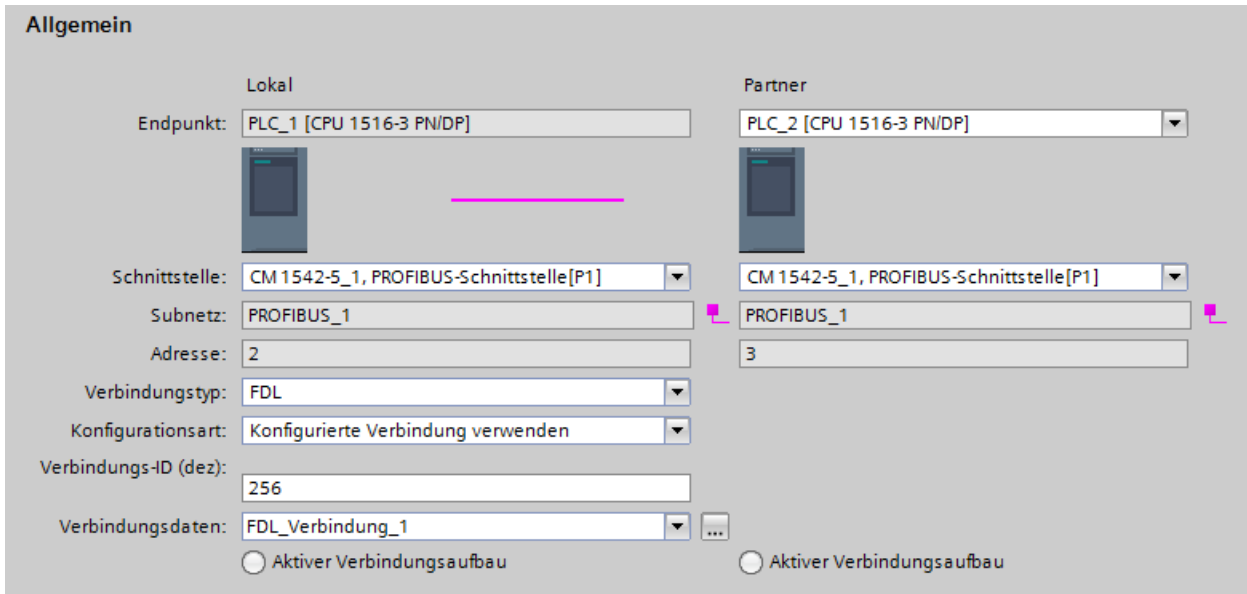 Allgemein
Lokal Partner
Endpunkt: PLC_1 [CPU 1516-3 PN/DP] PLC_2 [CPU 1516-3 PN/DP]
Schnittstelle: CM 1542-5_1, PROFIBUS-Schnittstelle[P1] CM 1542-5_1, PROFIBUS-Schnittstelle[P1]
Subnetz: PROFIBUS_1 PROFIBUS_1
Adresse: 2 3
Verbindungstyp: FDL
Konfigurationsart: Konfigurierte Verbindung verwenden
Verbindungs-ID (dez):
256
Verbindungsdaten: FDL_Verbindung_1 ...
Aktiver Verbindungsaufbau Aktiver Verbindungsaufbau